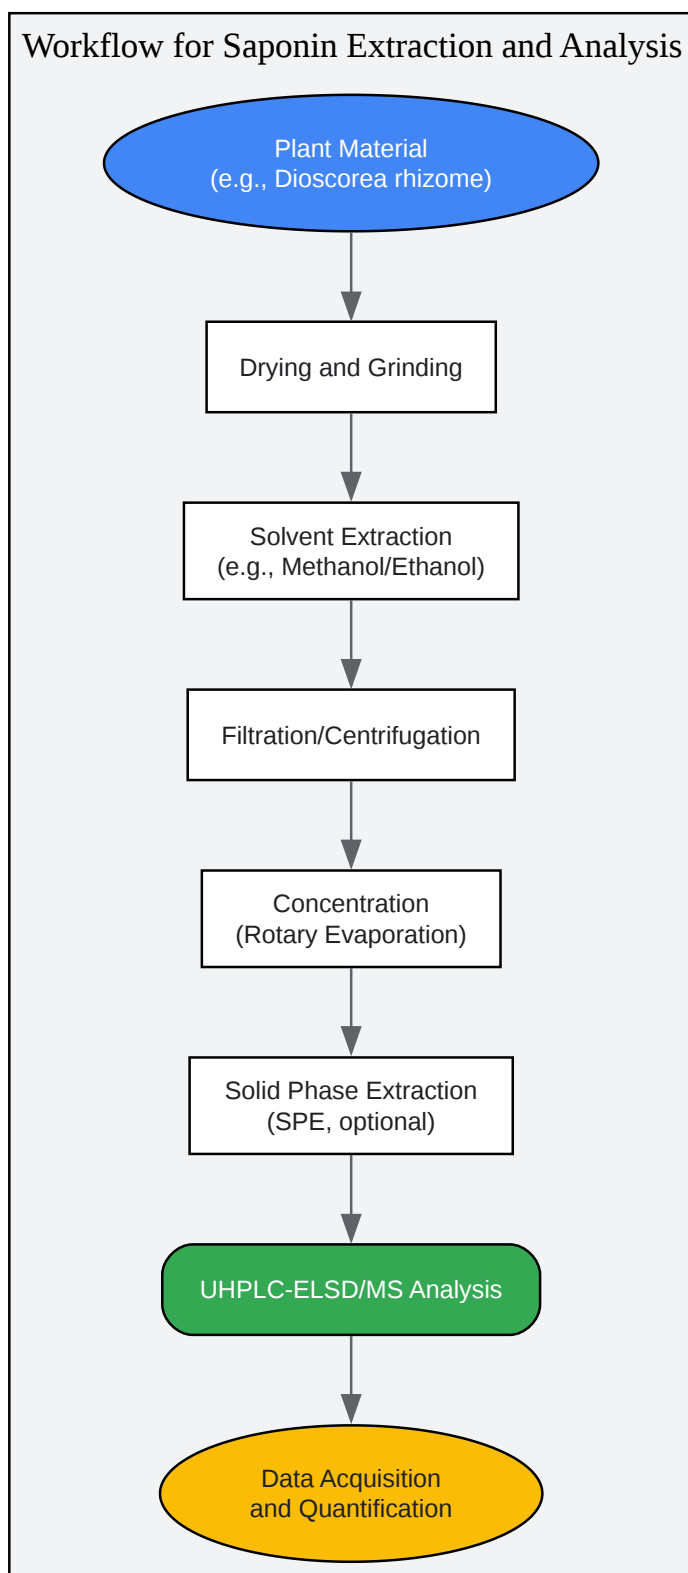 Workflow for Saponin Extraction and Analysis
Plant Material
(e.g., Dioscorea rhizome)
Drying and Grinding
Solvent Extraction
(e.g., Methanol/Ethanol)
Filtration/Centrifugation
Concentration
(Rotary Evaporation)
Solid Phase Extraction
(SPE, optional)
UHPLC-ELSD/MS Analysis
Data Acquisition
and Quantification